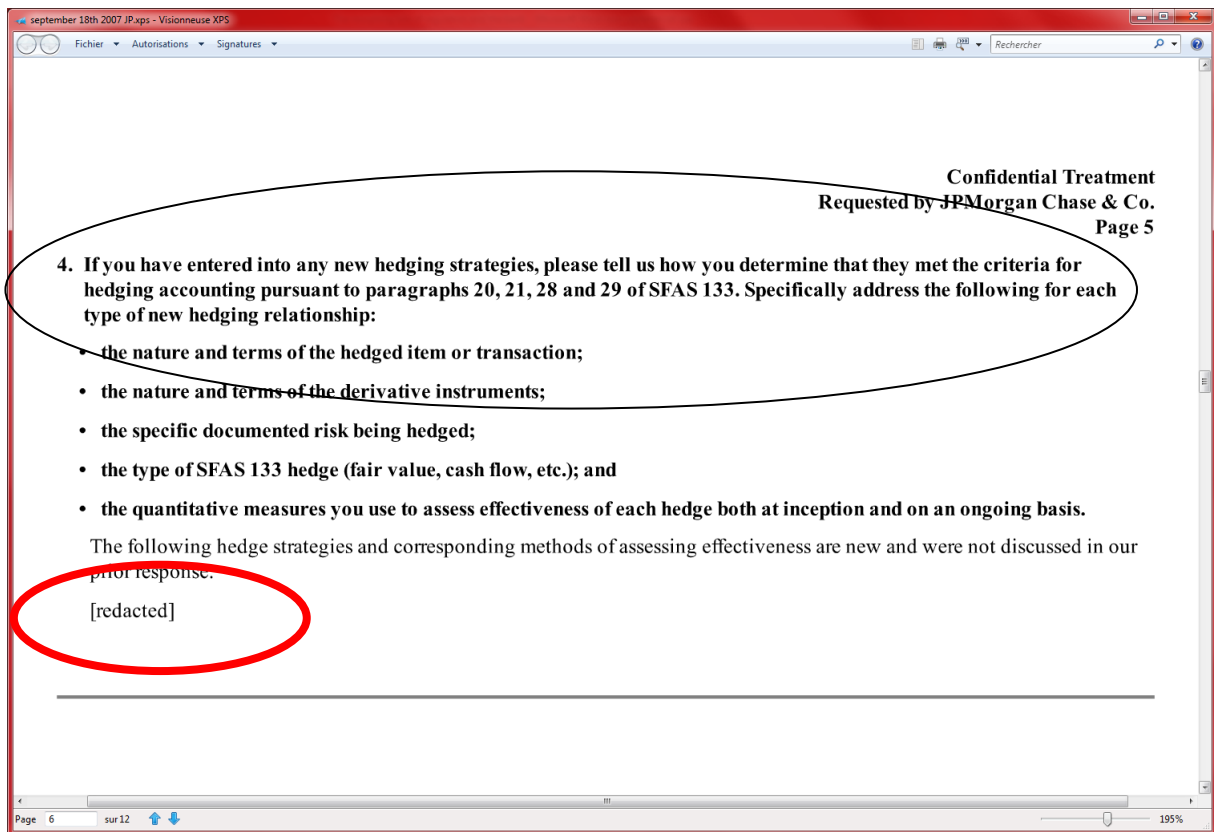 september 18th 2007 JP.xps - Visionneuse XPS
Fichier Autorisations Signatures Rechercher
Confidential Treatment
Requested by JPMorgan Chase & Co.
Page 5
4. If you have entered into any new hedging strategies, please tell us how you determine that they met the criteria for
hedging accounting pursuant to paragraphs 20, 21, 28 and 29 of SFAS 133. Specifically address the following for each
type of new hedging relationship:
• the nature and terms of the hedged item or transaction;
• the nature and terms of the derivative instruments;
• the specific documented risk being hedged;
• the type of SFAS 133 hedge (fair value, cash flow, etc.); and
• the quantitative measures you use to assess effectiveness of each hedge both at inception and on an ongoing basis.
The following hedge strategies and corresponding methods of assessing effectiveness are new and were not discussed in our
prior response.
[redacted]
Page 6 sur 12 195%